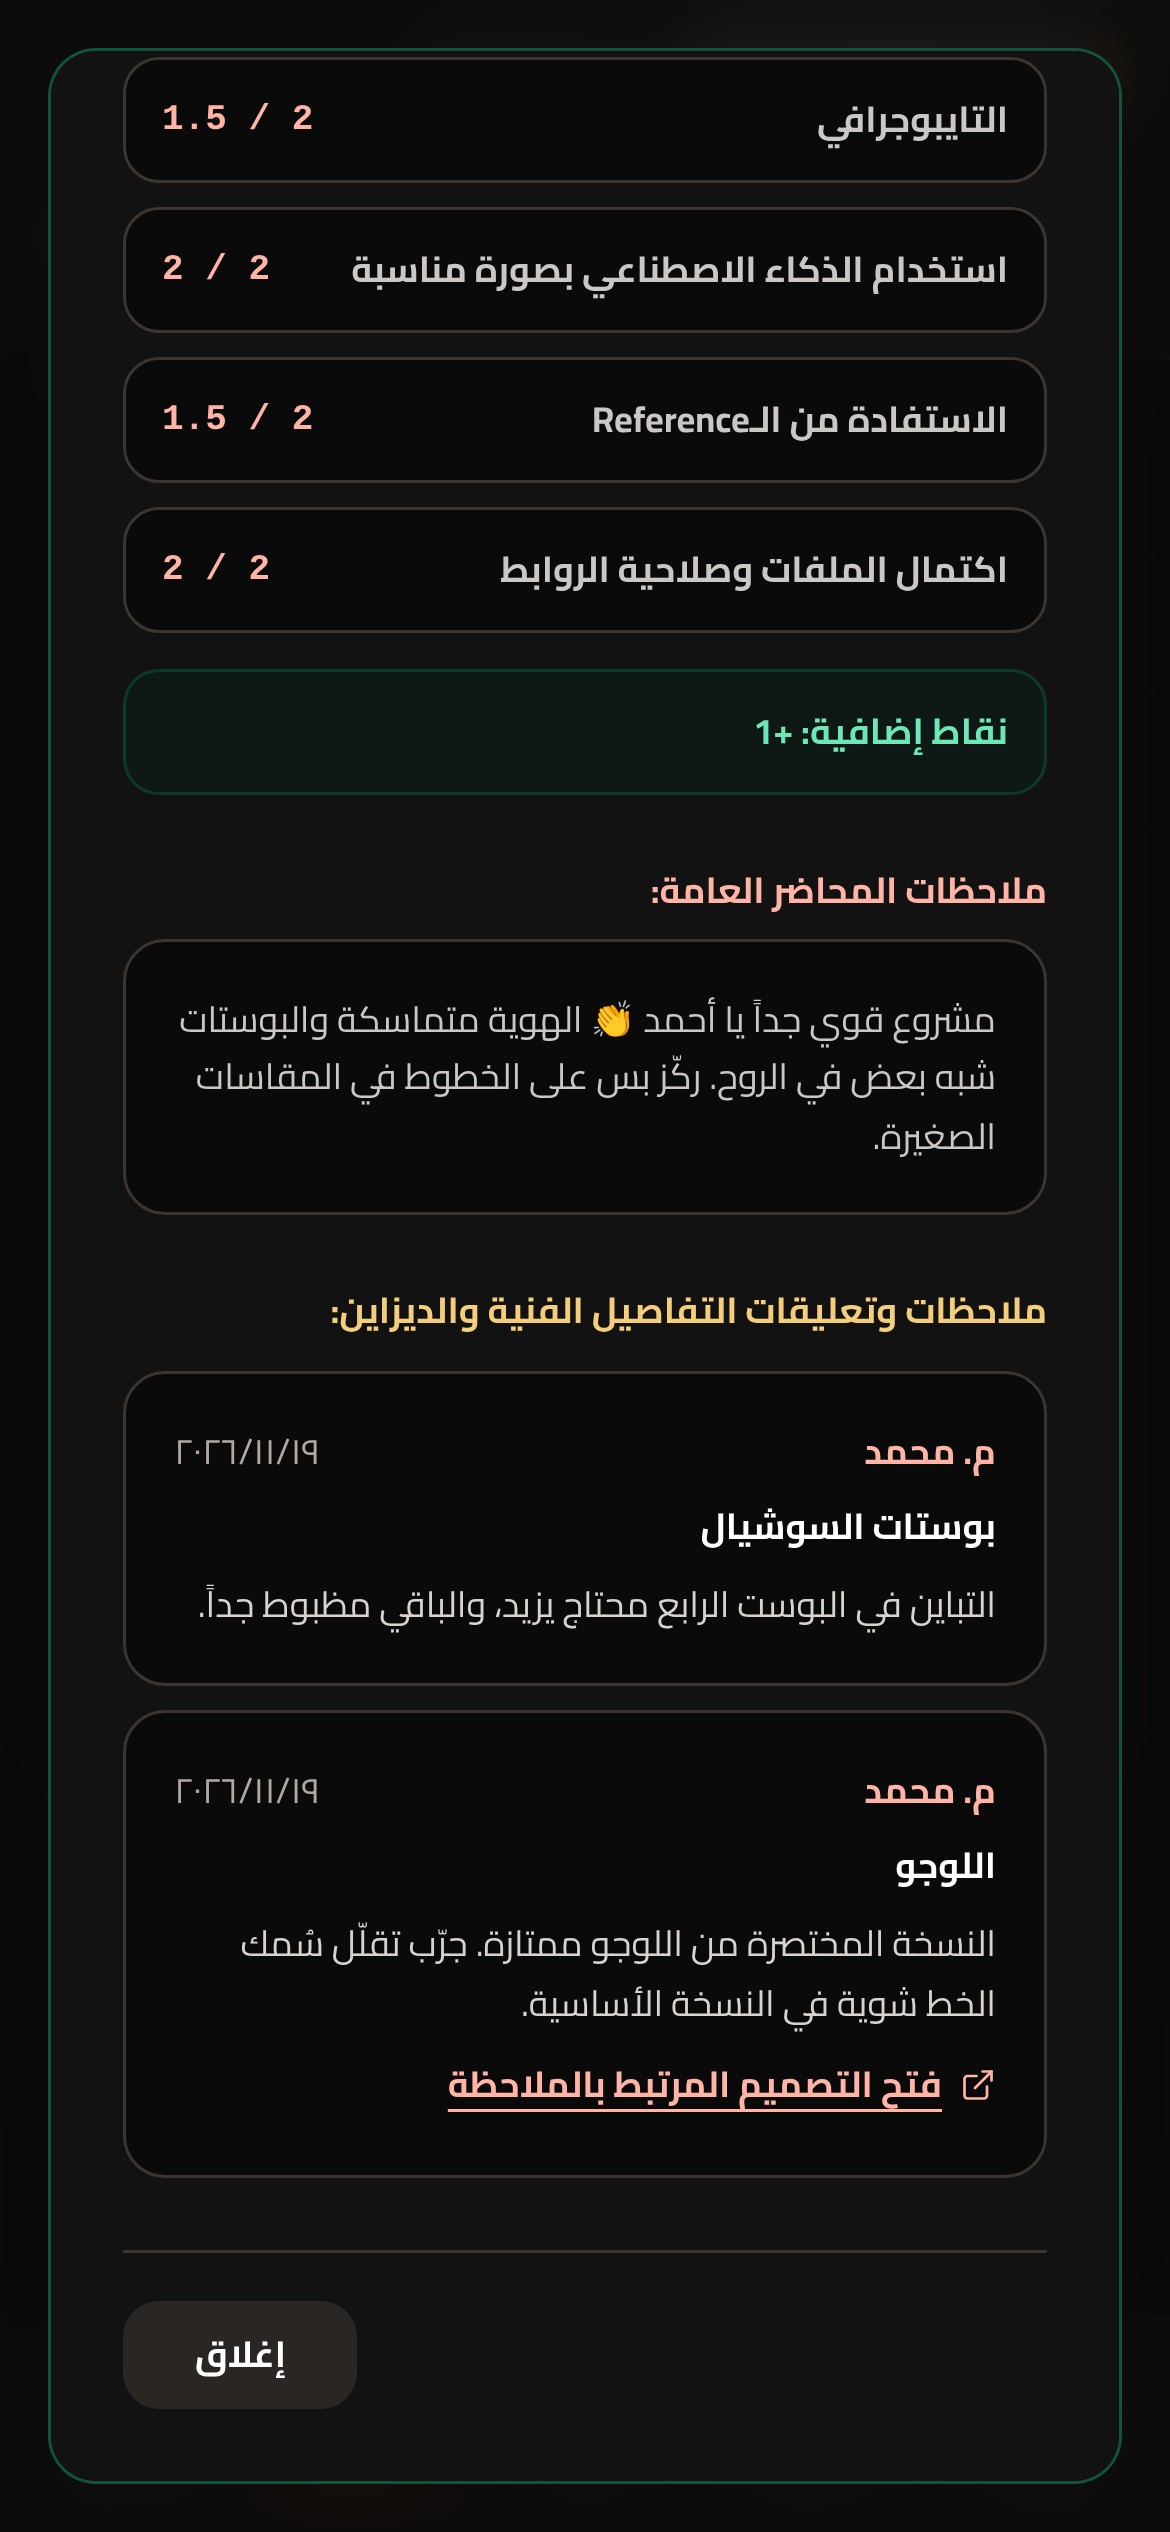 التايبوجرافي 1.5 / 2
استخدام الذكاء الاصطناعي بصورة مناسبة 2 / 2
الاستفادة من الـReference 1.5 / 2
اكتمال الملفات وصلاحية الروابط 2 / 2
نقاط إضافية: +1
ملاحظات المحاضر العامة:
مشروع قوي جداً يا أحمد 👏 الهوية متماسكة والبوستات
شبه بعض في الروح. ركّز بس على الخطوط في المقاسات
الصغيرة.
ملاحظات وتعليقات التفاصيل الفنية والديزاين:
م. محمد ٢٠٢٦/١١/١٩
بوستات السوشيال
التباين في البوست الرابع محتاج يزيد، والباقي مظبوط جداً.
م. محمد ٢٠٢٦/١١/١٩
اللوجو
النسخة المختصرة من اللوجو ممتازة. جرّب تقلّل سُمك
الخط شوية في النسخة الأساسية.
فتح التصميم المرتبط بالملاحظة
إغلاق